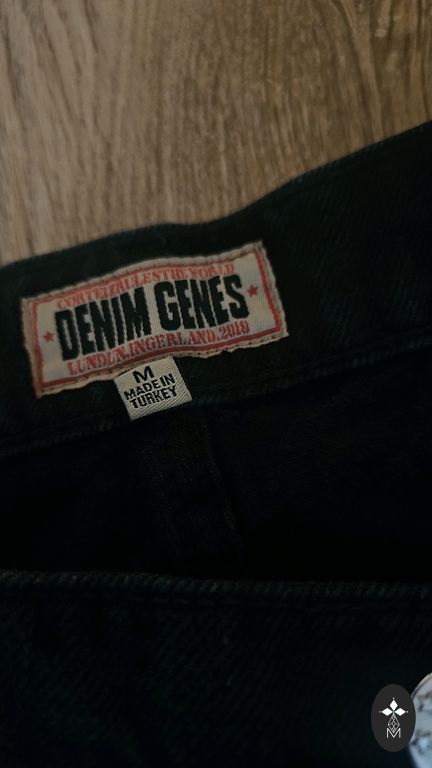 CORTEIZRULESTHEWORLD
DENIM GENES
LUNDUN.INGERLAND.2019
M
MADE IN
TURKEY
M